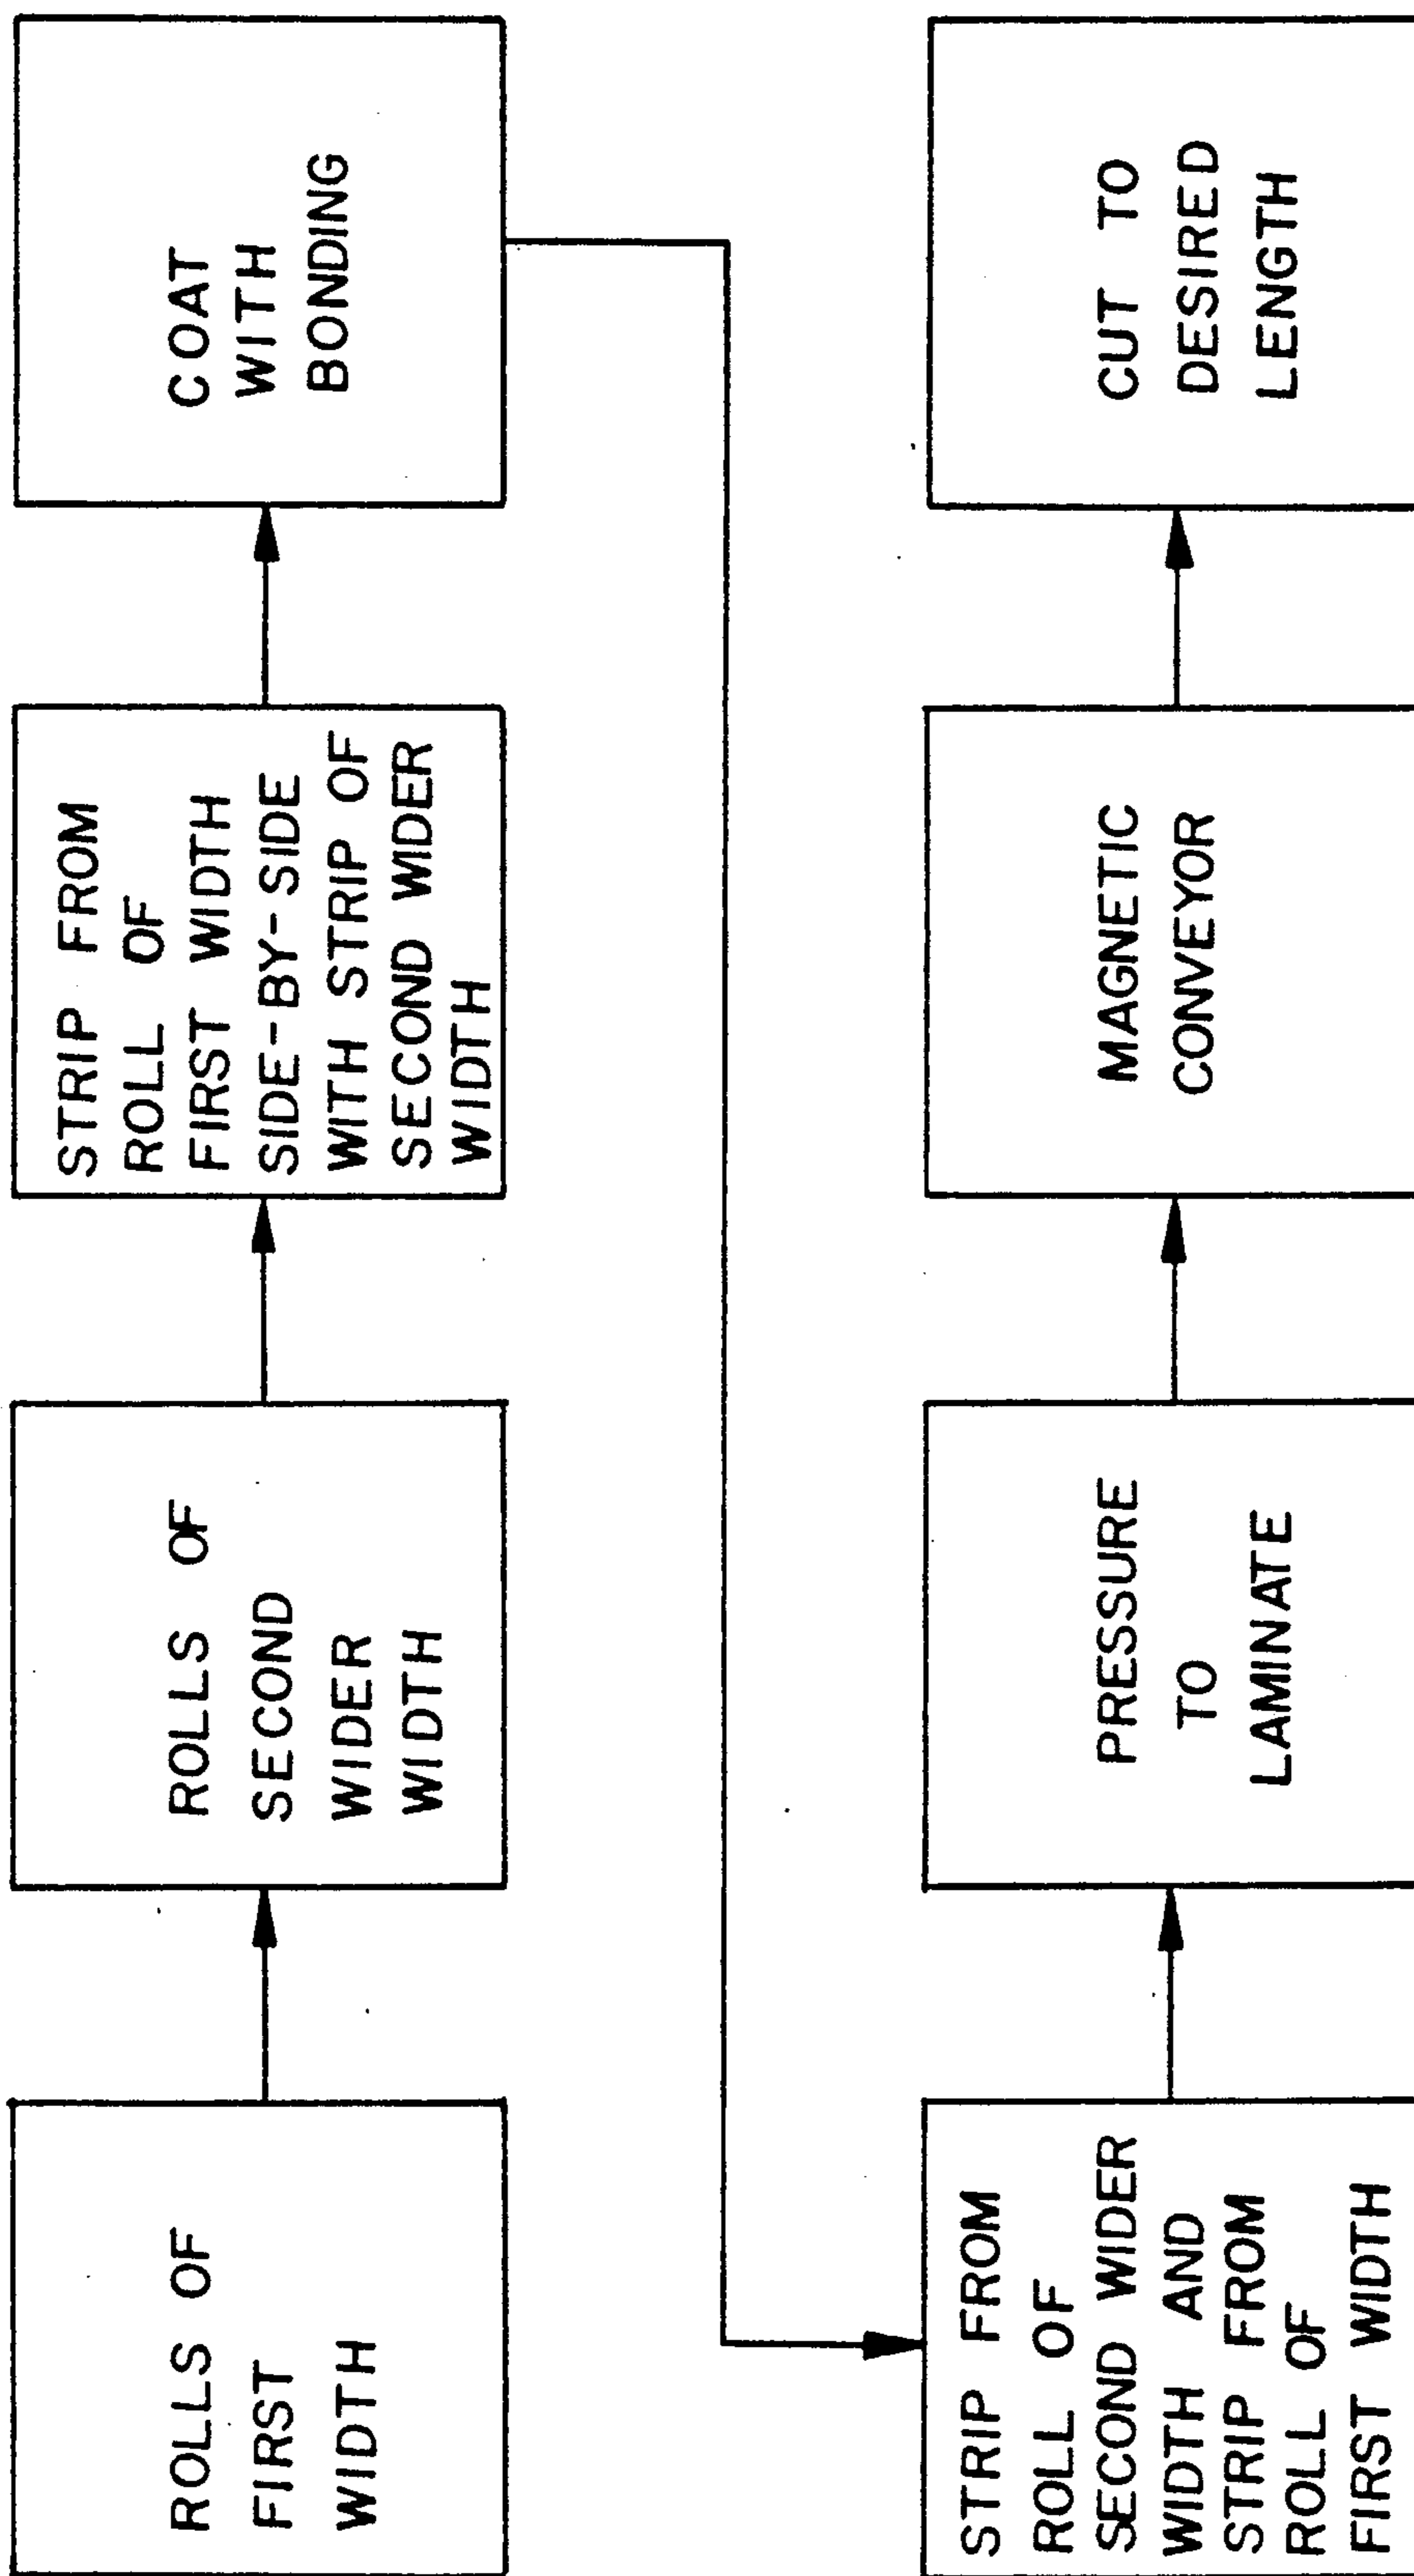 ROLLS OF
FIRST
WIDTH
ROLLS OF
SECOND
WIDER
WIDTH
STRIP FROM
ROLL OF
FIRST WIDTH
SIDE-BY-SIDE
WITH STRIP OF
SECOND WIDER
WIDTH
COAT
WITH
BONDING
STRIP FROM
ROLL OF
SECOND WIDER
WIDTH AND
STRIP FROM
ROLL OF
FIRST WIDTH
PRESSURE
TO
LAMINATE
MAGNETIC
CONVEYOR
CUT TO
DESIRED
LENGTH